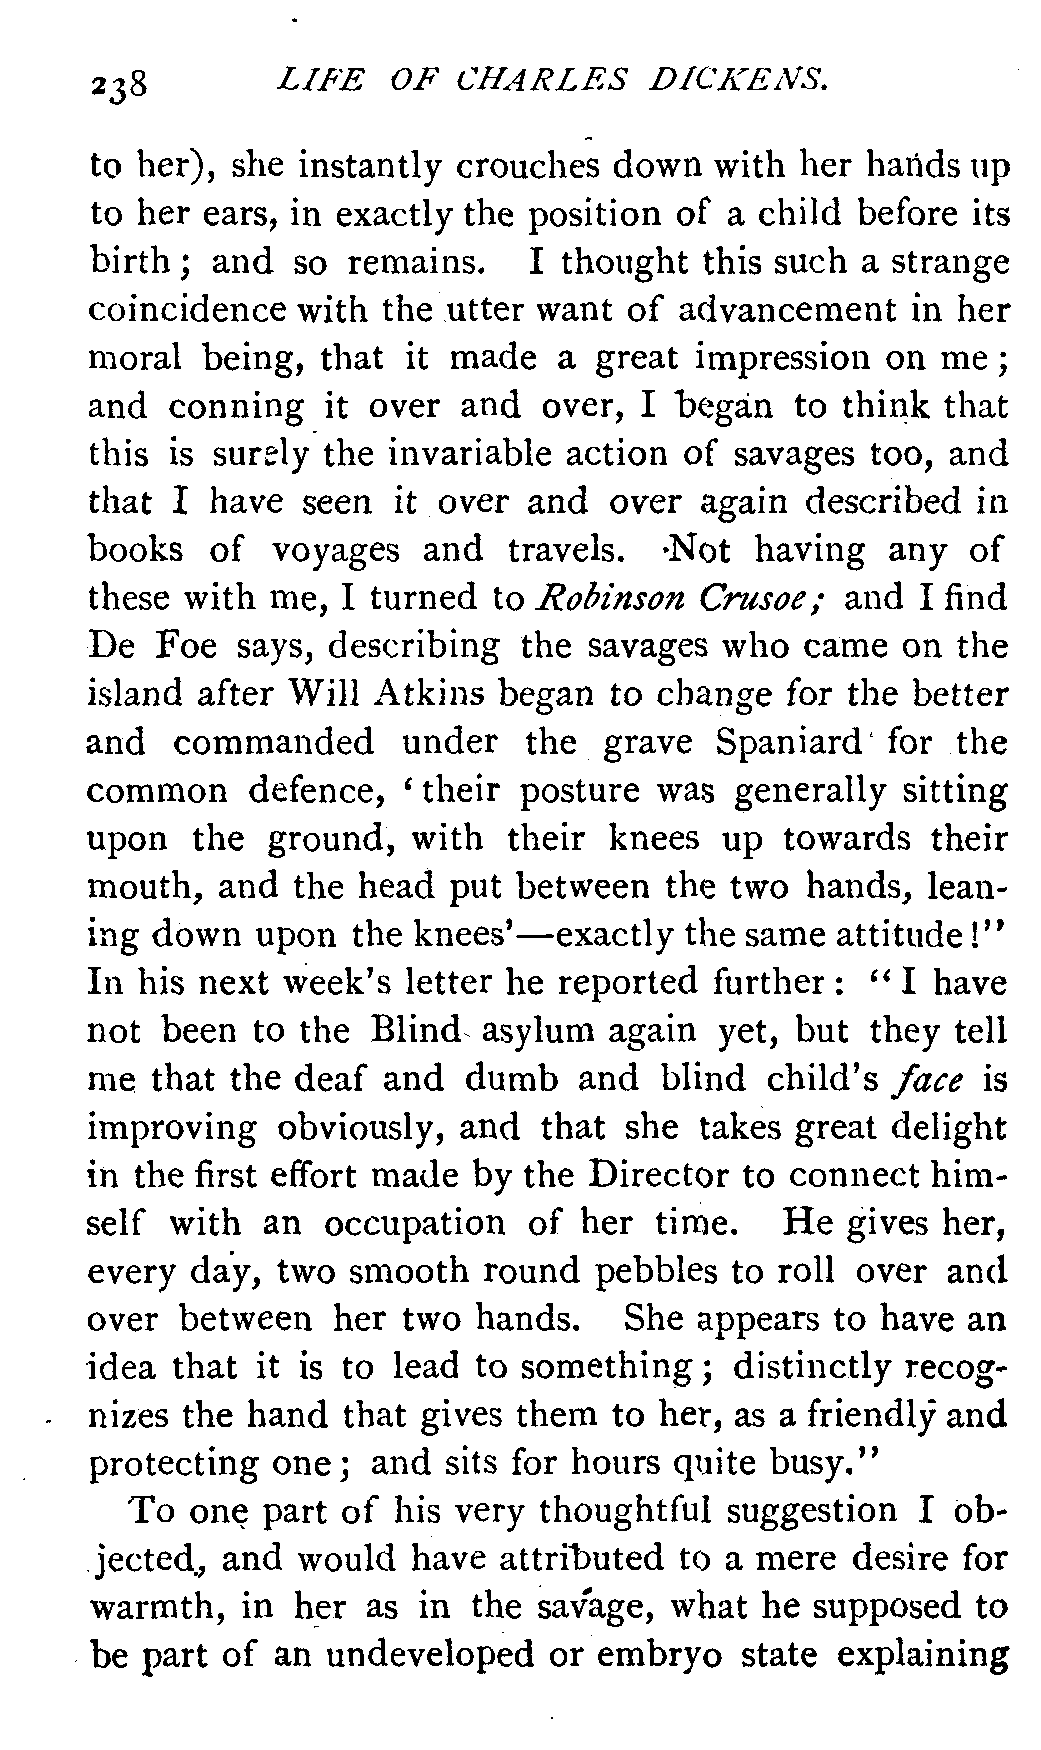 238 LIFE OF CHARLES DICKENS.
to her), she instantly crouches down with her hands up
to her ears, in exactly the position of a child before its
birth ; and so remains. I thought this such a strange
coincidence with the utter want of advancement in her
moral being, that it made a great impression on me ;
and conning it over and over, I began to think that
this is surely the invariable action of savages too, and
that I have seen it over and over again described in
books of voyages and travels. Not having any of
these with me, I turned to Robinson Crusoe; and I find
De Foe says, describing the savages who came on the
island after Will Atkins began to change for the better
and commanded under the grave Spaniard for the
common defence, ‘ their posture was generally sitting
upon the ground, with their knees up towards their
mouth, and the head put between the two hands, lean-
ing down upon the knees’—exactly the same attitude !”
In his next week’s letter he reported further : “ I have
not been to the Blind asylum again yet, but they tell
me that the deaf and dumb and blind child’s face is
improving obviously, and that she takes great delight
in the first effort made by the Director to connect him-
self with an occupation of her time. He gives her,
every day, two smooth round pebbles to roll over and
over between her two hands. She appears to have an
idea that it is to lead to something ; distinctly recog-
nizes the hand that gives them to her, as a friendly and
protecting one ; and sits for hours quite busy.”
To one part of his very thoughtful suggestion I ob-
jected, and would have attributed to a mere desire for
warmth, in her as in the savage, what he supposed to
be part of an undeveloped or embryo state explaining